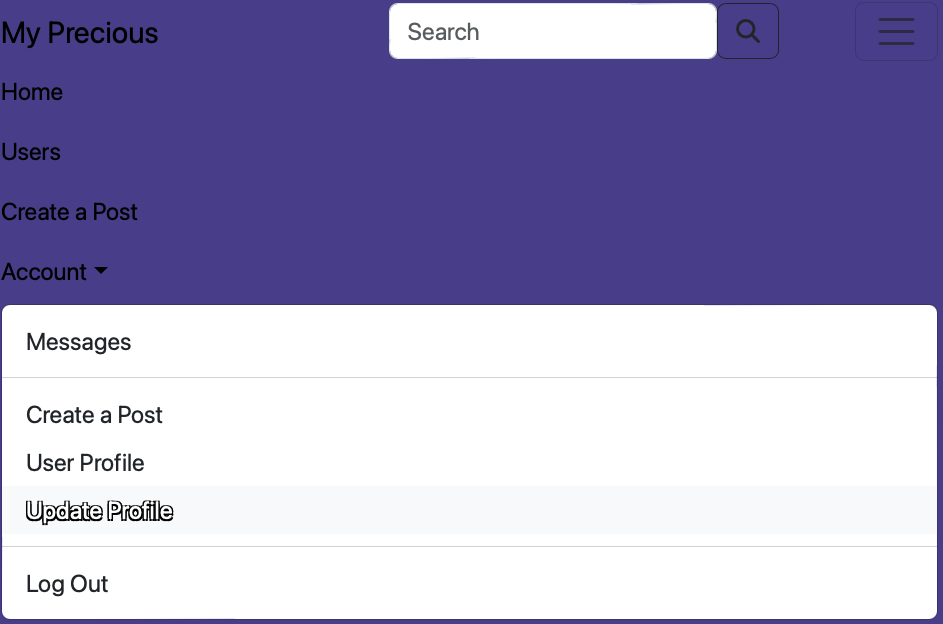 My Precious
Search
Home
Users
Create a Post
Account
Messages
Create a Post
User Profile
Update Profile
Log Out